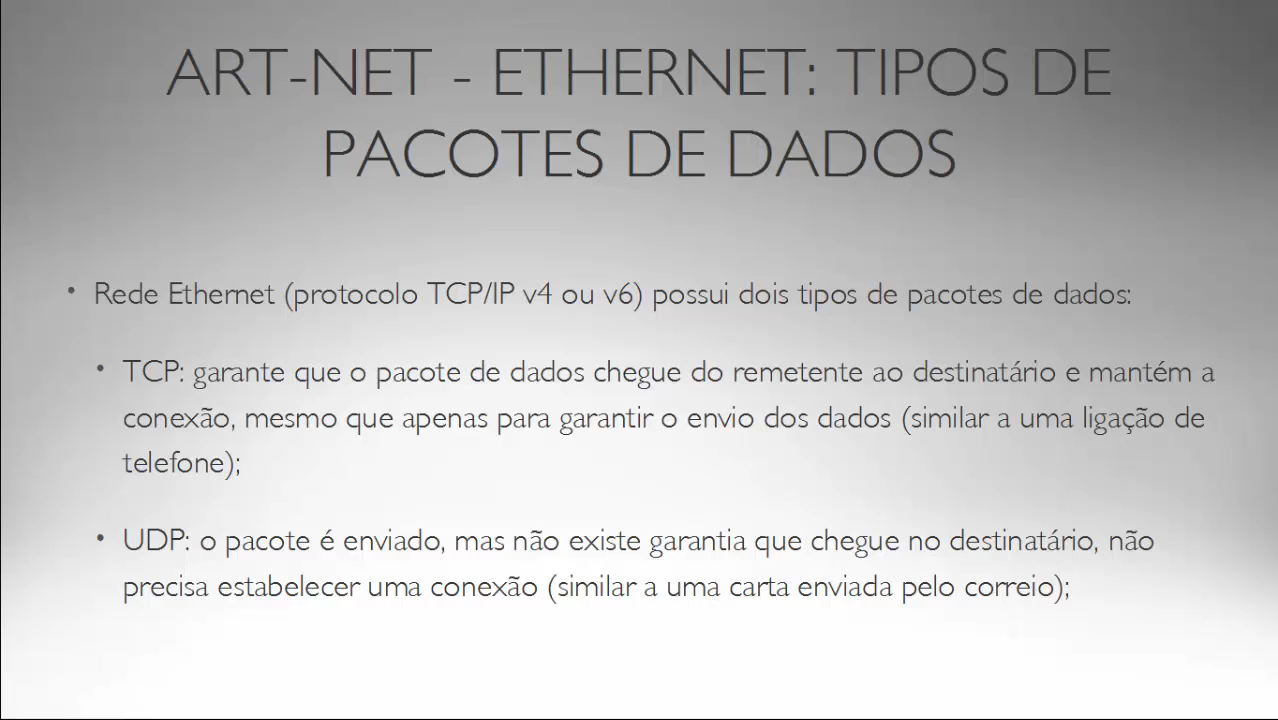 ART-NET - ETHERNET: TIPOS DE
PACOTES DE DADOS
• Rede Ethernet (protocolo TCP/IP v4 ou v6) possui dois tipos de pacotes de dados:
• TCP: garante que o pacote de dados chegue do remetente ao destinatário e mantém a
conexão, mesmo que apenas para garantir o envio dos dados (similar a uma ligação de
telefone);
• UDP: o pacote é enviado, mas não existe garantia que chegue no destinatário, não
precisa estabelecer uma conexão (similar a uma carta enviada pelo correio);